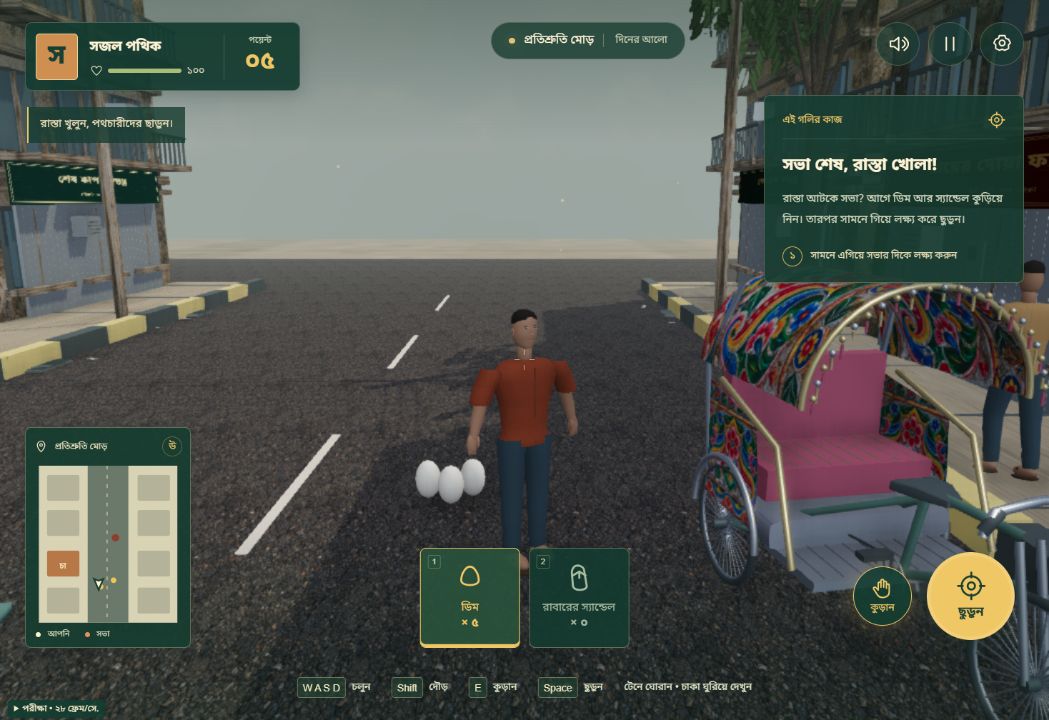 স
সজল পথিক
১০০
পয়েন্ট
০৫
প্রতিশ্রুতি মোড় | দিনের আলো
রাস্তা খুলুন, পথচারীদের ছাড়ুন।
শেষ কাপ
এই গলির কাজ
সভা শেষ, রাস্তা খোলা!
রাস্তা আটকে সভা? আগে ডিম আর স্যান্ডেল কুড়িয়ে
নিন। তারপর সামনে গিয়ে লক্ষ্য করে ছুড়ুন।
১ সামনে এগিয়ে সভার দিকে লক্ষ্য করুন
প্রতিশ্রুতি মোড়
উ
চা
আপনি
সভা
1
ডিম
× ৫
2
রাবারের স্যান্ডেল
× ০
কুড়ান
ছুড়ুন
W A S D চলুন Shift দৌড় E কুড়ান Space ছুড়ুন টেনে ঘোরান • চাকা ঘুরিয়ে দেখুন
পরীক্ষা • ২৮ ফ্রেম/সে.